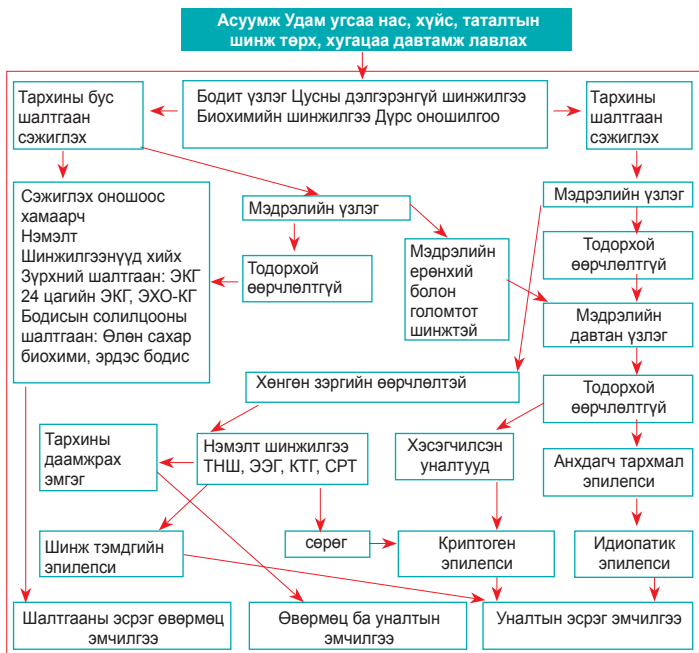 Асуумж Удам угсаа нас, хүйс, таталтын
шинж төрх, хугацаа давтамж лавлах
Тархины бус
шалтгаан
сэжиглэх
Бодит үзлэг Цусны дэлгэрэнгүй шинжилгээ
Биохимийн шинжилгээ Дүрс оношилгоо
Тархины
шалтгаан
сэжиглэх
Сэжиглэх оношоос
хамаарч
Нэмэлт
Шинжилгээнүүд хийх
Зүрхний шалтгаан: ЭКГ
24 цагийн ЭКГ, ЭХО-КГ
Бодисын солилцооны
шалтгаан: Өлөн сахар
биохими, эрдэс бодис
Мэдрэлийн үзлэг
Тодорхой
өөрчлөлтгүй
Мэдрэлийн
ерөнхий
болон
голомтот
шинжтэй
Мэдрэлийн үзлэг
Тодорхой
өөрчлөлтгүй
Мэдрэлийн
давтан үзлэг
Тодорхой
өөрчлөлтгүй
Хөнгөн зэргийн өөрчлөлтэй
Тархины
даамжрах
эмгэг
Нэмэлт шинжилгээ
ТНШ, ЭЭГ, КТГ, СРТ
Хэсэгчилсэн
уналтууд
Анхдагч тархмал
эпилепси
Шинж тэмдгийн
эпилепси
сөрөг
Криптоген
эпилепси
Идиопатик
эпилепси
Шалтгааны эсрэг өвөрмөц
эмчилгээ
Өвөрмөц ба уналтын
эмчилгээ
Уналтын эсрэг эмчилгээ